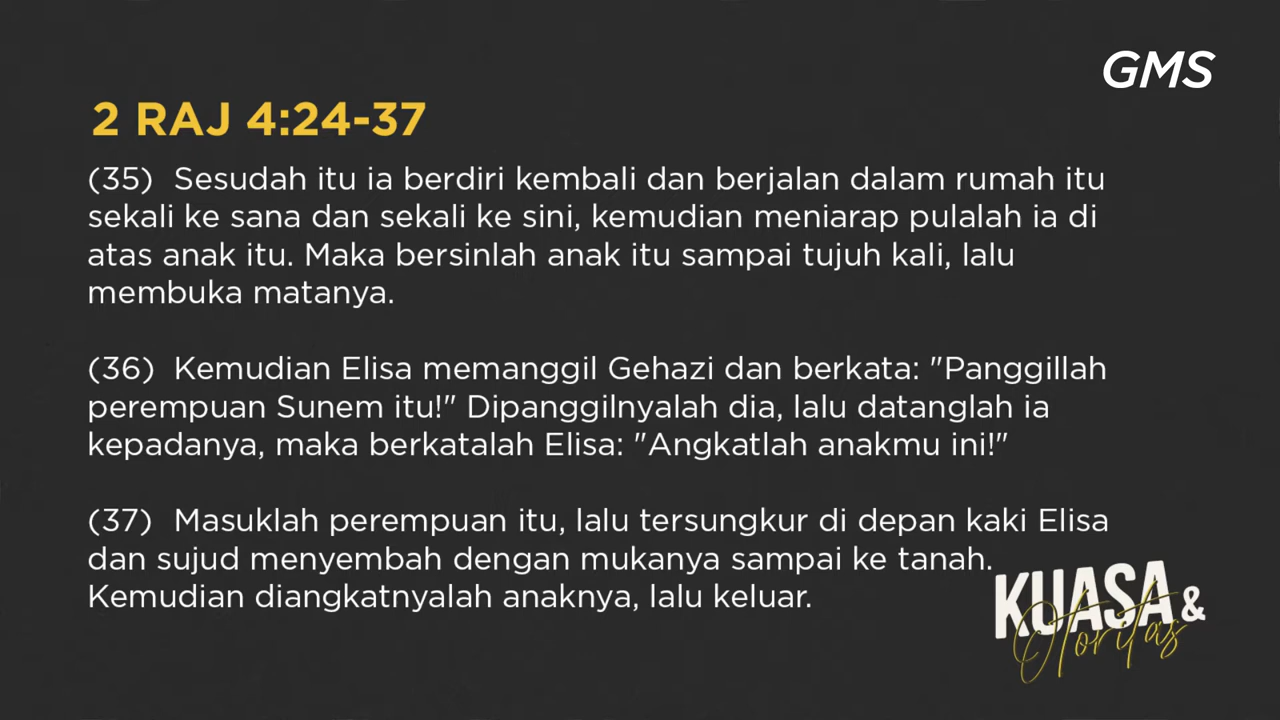 GMS
2 RAJ 4:24-37
(35) Sesudah itu ia berdiri kembali dan berjalan dalam rumah itu
sekali ke sana dan sekali ke sini, kemudian meniarap pulalah ia di
atas anak itu. Maka bersinlah anak itu sampai tujuh kali, lalu
membuka matanya.
(36) Kemudian Elisa memanggil Gehazi dan berkata: "Panggillah
perempuan Sunem itu!" Dipanggilnyalah dia, lalu datanglah ia
kepadanya, maka berkatalah Elisa: "Angkatlah anakmu ini!"
(37) Masuklah perempuan itu, lalu tersungkur di depan kaki Elisa
dan sujud menyembah dengan mukanya sampai ke tanah.
Kemudian diangkatnyalah anaknya, lalu keluar.
KUASA &
Otoritas